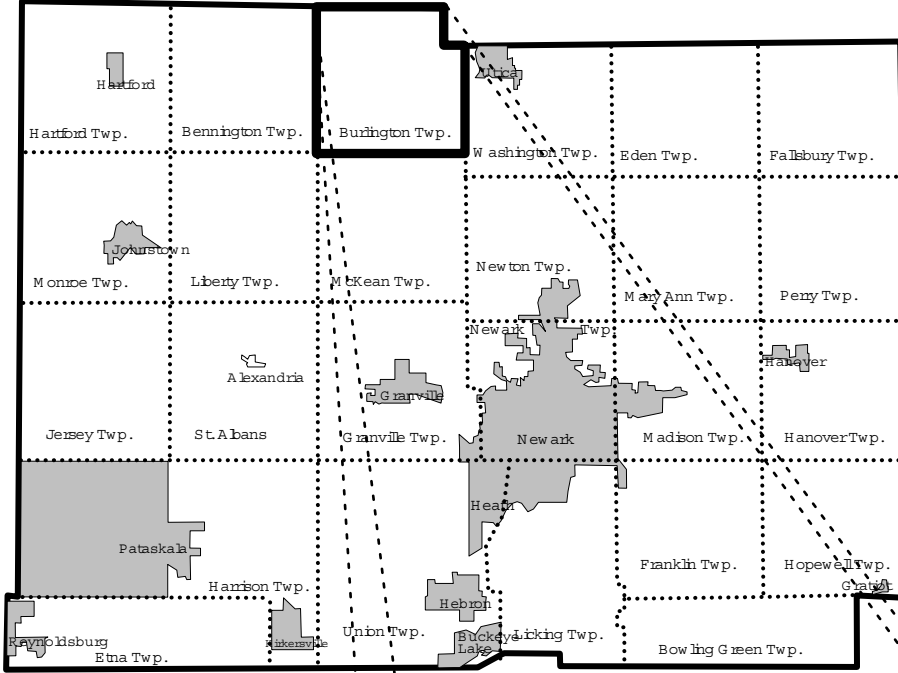 Hartford
Utica
Hartford Twp.
Bennington Twp.
Burlington Twp.
Washington Twp.
Eden Twp.
Fallsbury Twp.
Johnstown
Monroe Twp.
Liberty Twp.
McKean Twp.
Newton Twp.
Mary Ann Twp.
Perry Twp.
Newark Twp.
Hanover
Alexandria
Granville
Jersey Twp.
St. Albans
Granville Twp.
Newark
Madison Twp.
Hanover Twp.
Heath
Pataskala
Harrison Twp.
Franklin Twp.
Hopewell Twp.
Gratiot
Hebron
Reynoldsburg
Etna Twp.
Kirkersville
Union Twp.
Buckeye
Lake
Licking Twp.
Bowling Green Twp.